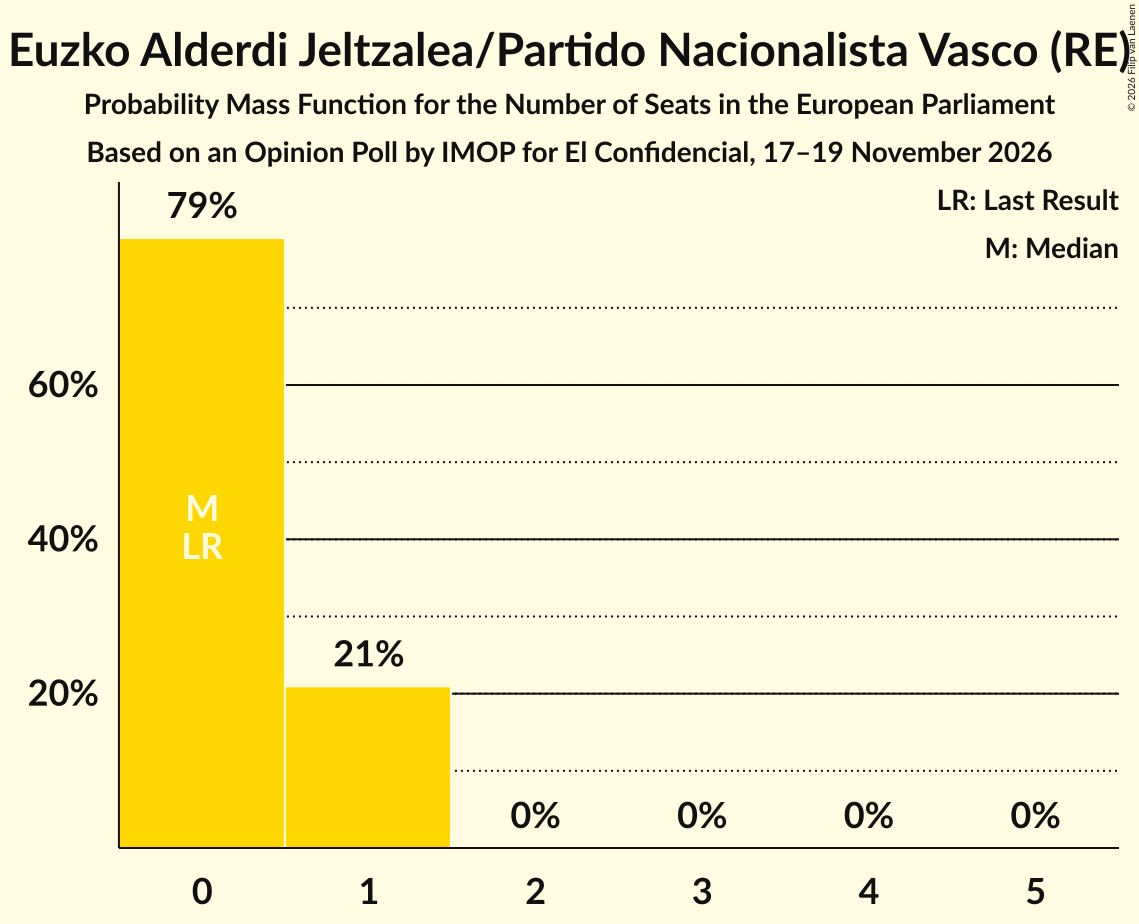 Euzko Alderdi Jeltzalea/Partido Nacionalista Vasco (RE)
Probability Mass Function for the Number of Seats in the European Parliament
Based on an Opinion Poll by IMOP for El Confidencial, 17–19 November 2026
© 2026 Filip van Laenen
LR: Last Result
M: Median
79%
60%
M
40%
LR
21%
20%
0% 0% 0% 0%
0 1 2 3 4 5